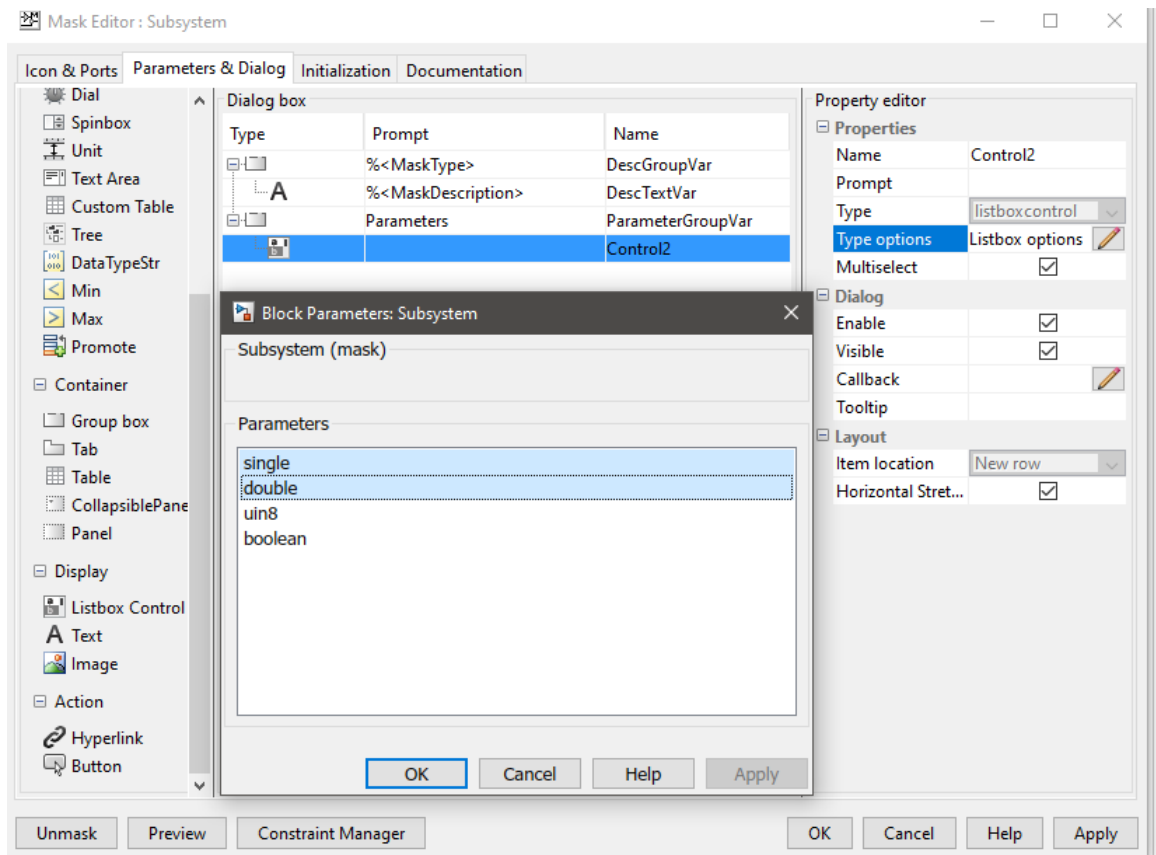 Mask Editor : Subsystem
Icon & Ports Parameters & Dialog Initialization Documentation
Dial
Spinbox
Unit
Text Area
Custom Table
Tree
DataTypeStr
Min
Max
Promote
Container
Group box
Tab
Table
CollapsiblePane
Panel
Display
Listbox Control
A Text
Image
Action
Hyperlink
Button
Dialog box
Type Prompt Name
%<MaskType> DescGroupVar
A %<MaskDescription> DescTextVar
Parameters ParameterGroupVar
Control2
Property editor
Properties
Name Control2
Prompt
Type listboxcontrol
Type options Listbox options
Multiselect
Dialog
Enable
Visible
Callback
Tooltip
Layout
Item location New row
Horizontal Stret...
Block Parameters: Subsystem
Subsystem (mask)
Parameters
single
double
uin8
boolean
OK Cancel Help Apply
Unmask Preview Constraint Manager OK Cancel Help Apply